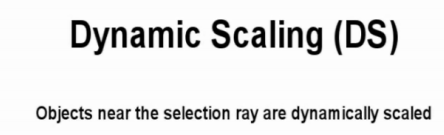 Dynamic Scaling (DS)
Objects near the selection ray are dynamically scaled